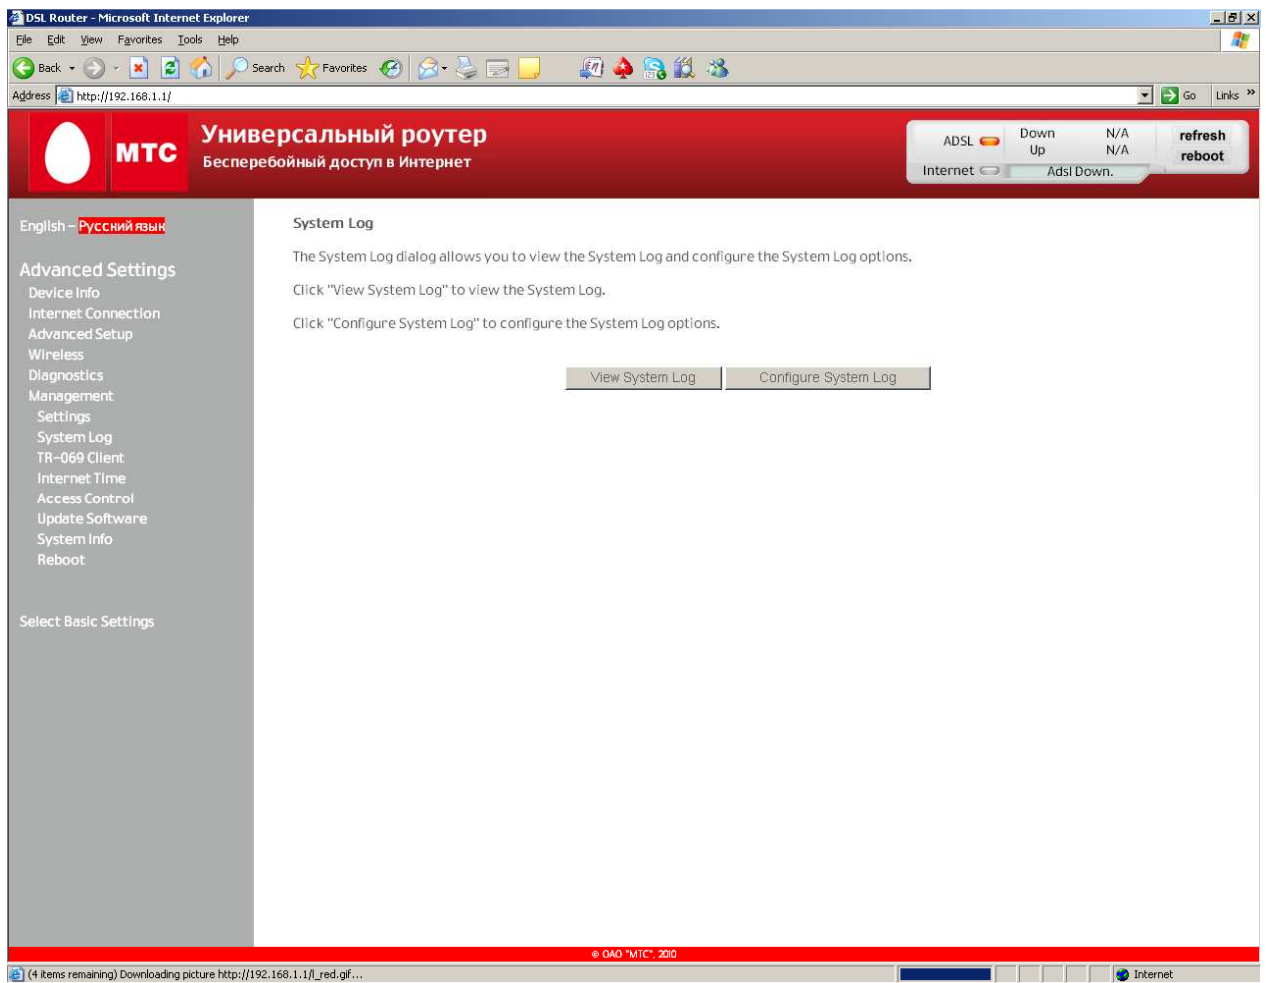 DSL Router - Microsoft Internet Explorer
File Edit View Favorites Tools Help
Back Search Favorites
Address http://192.168.1.1/ Go Links »
МТС
Универсальный роутер
Бесперебойный доступ в Интернет
ADSL Down N/A
Up N/A
Internet Adsl Down.
refresh
reboot
English – Русский язык
Advanced Settings
Device Info
Internet Connection
Advanced Setup
Wireless
Diagnostics
Management
Settings
System Log
TR-069 Client
Internet Time
Access Control
Update Software
System Info
Reboot
Select Basic Settings
System Log
The System Log dialog allows you to view the System Log and configure the System Log options.
Click "View System Log" to view the System Log.
Click "Configure System Log" to configure the System Log options.
View System Log Configure System Log
© ОАО "МТС", 2010
(4 items remaining) Downloading picture http://192.168.1.1/l_red.gif...
Internet